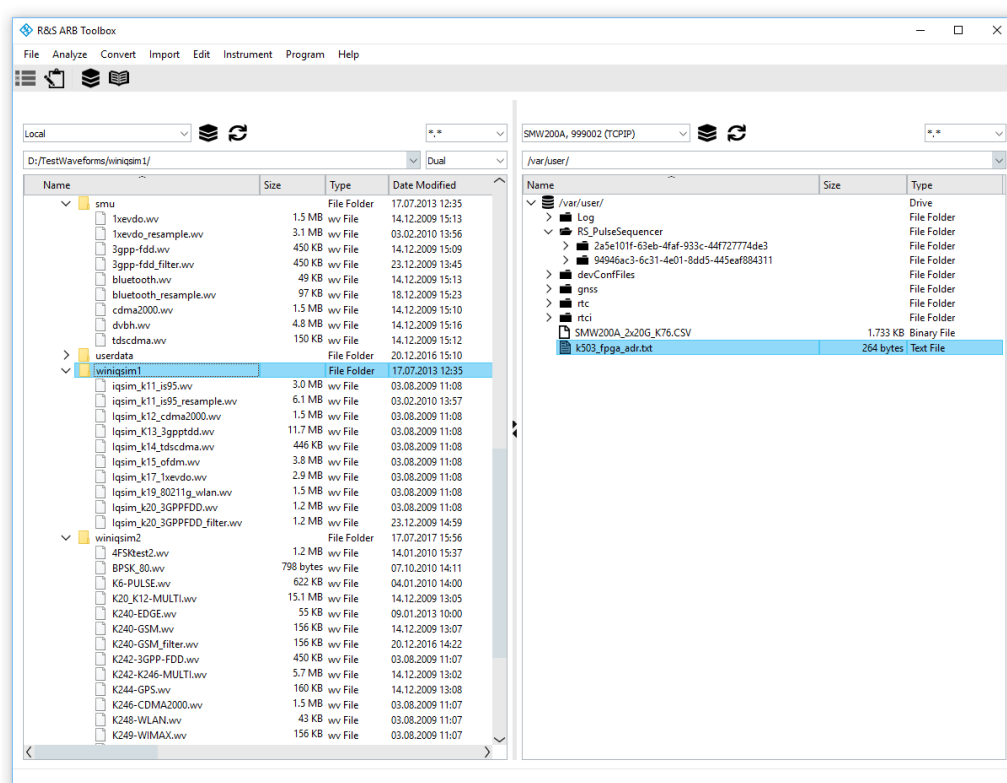 R&S ARB Toolbox
File Analyze Convert Import Edit Instrument Program Help
Local *.*
D:/TestWaveforms/winiqsim1/ Dual
Name Size Type Date Modified
smu File Folder 17.07.2013 12:35
1xevdo.wv 1.5 MB wv File 14.12.2009 15:13
1xevdo_resample.wv 3.1 MB wv File 03.02.2010 13:56
3gpp-fdd.wv 450 KB wv File 14.12.2009 15:09
3gpp-fdd_filter.wv 450 KB wv File 23.12.2009 13:45
bluetooth.wv 49 KB wv File 14.12.2009 15:13
bluetooth_resample.wv 97 KB wv File 18.12.2009 15:23
cdma2000.wv 1.5 MB wv File 14.12.2009 15:10
dvbh.wv 4.8 MB wv File 14.12.2009 15:16
tdscdma.wv 150 KB wv File 14.12.2009 15:12
userdata File Folder 20.12.2016 15:10
winiqsim1 File Folder 17.07.2013 12:35
iqsim_k11_is95.wv 3.0 MB wv File 03.08.2009 11:08
iqsim_k11_is95_resample.wv 6.1 MB wv File 03.02.2010 13:57
Iqsim_k12_cdma2000.wv 1.5 MB wv File 03.08.2009 11:08
Iqsim_K13_3gpptdd.wv 11.7 MB wv File 03.08.2009 11:08
Iqsim_k14_tdscdma.wv 446 KB wv File 03.08.2009 11:08
Iqsim_k15_ofdm.wv 3.8 MB wv File 03.08.2009 11:08
Iqsim_k17_1xevdo.wv 2.9 MB wv File 03.08.2009 11:08
Iqsim_k19_80211g_wlan.wv 1.5 MB wv File 03.08.2009 11:08
Iqsim_k20_3GPPFDD.wv 1.2 MB wv File 03.08.2009 11:08
Iqsim_k20_3GPPFDD_filter.wv 1.2 MB wv File 23.12.2009 14:59
winiqsim2 File Folder 17.07.2017 15:56
4FSKtest2.wv 1.2 MB wv File 14.01.2010 15:37
BPSK_80.wv 798 bytes wv File 07.10.2010 14:11
K6-PULSE.wv 622 KB wv File 04.01.2010 14:00
K20_K12-MULTI.wv 15.1 MB wv File 14.12.2009 13:05
K240-EDGE.wv 55 KB wv File 09.01.2013 10:00
K240-GSM.wv 156 KB wv File 14.12.2009 13:07
K240-GSM_filter.wv 156 KB wv File 20.12.2016 14:22
K242-3GPP-FDD.wv 450 KB wv File 03.08.2009 11:07
K242-K246-MULTI.wv 5.7 MB wv File 14.12.2009 13:02
K244-GPS.wv 160 KB wv File 14.12.2009 13:08
K246-CDMA2000.wv 1.5 MB wv File 03.08.2009 11:07
K248-WLAN.wv 43 KB wv File 03.08.2009 11:07
K249-WIMAX.wv 156 KB wv File 03.08.2009 11:07
SMW200A, 999002 (TCPIP) *.*
/var/user/
Name Size Type
/var/user/ Drive
Log File Folder
RS_PulseSequencer File Folder
2a5e101f-63eb-4faf-933c-44f727774de3 File Folder
94946ac3-6c31-4e01-8dd5-445eaf884311 File Folder
devConfFiles File Folder
gnss File Folder
rtc File Folder
rtci File Folder
SMW200A_2x20G_K76.CSV 1.733 KB Binary File
k503_fpga_adr.txt 264 bytes Text File